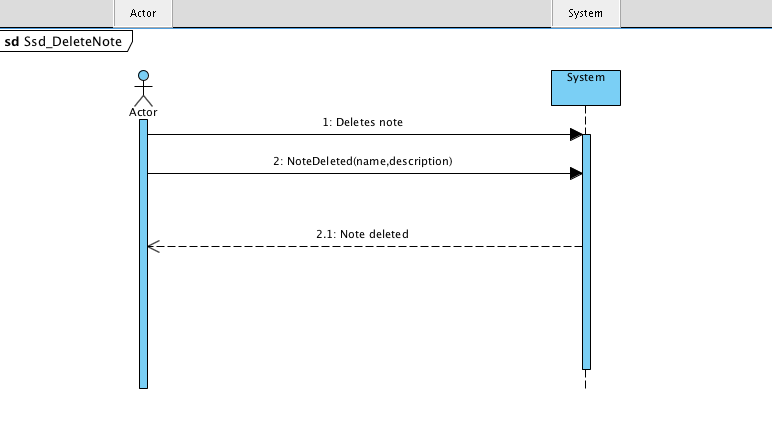 Actor
System
sd Ssd_DeleteNote
System
Actor
1: Deletes note
2: NoteDeleted(name,description)
2.1: Note deleted